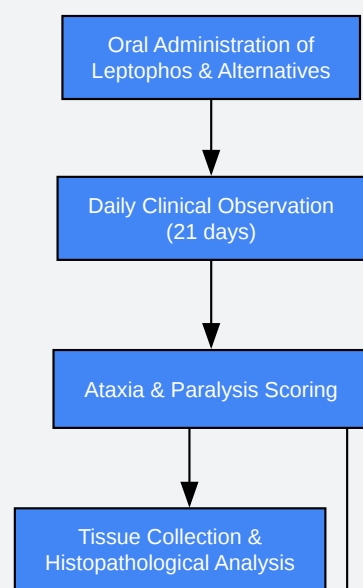 Oral Administration of
Leptophos & Alternatives
Daily Clinical Observation
(21 days)
Ataxia & Paralysis Scoring
Tissue Collection &
Histopathological Analysis